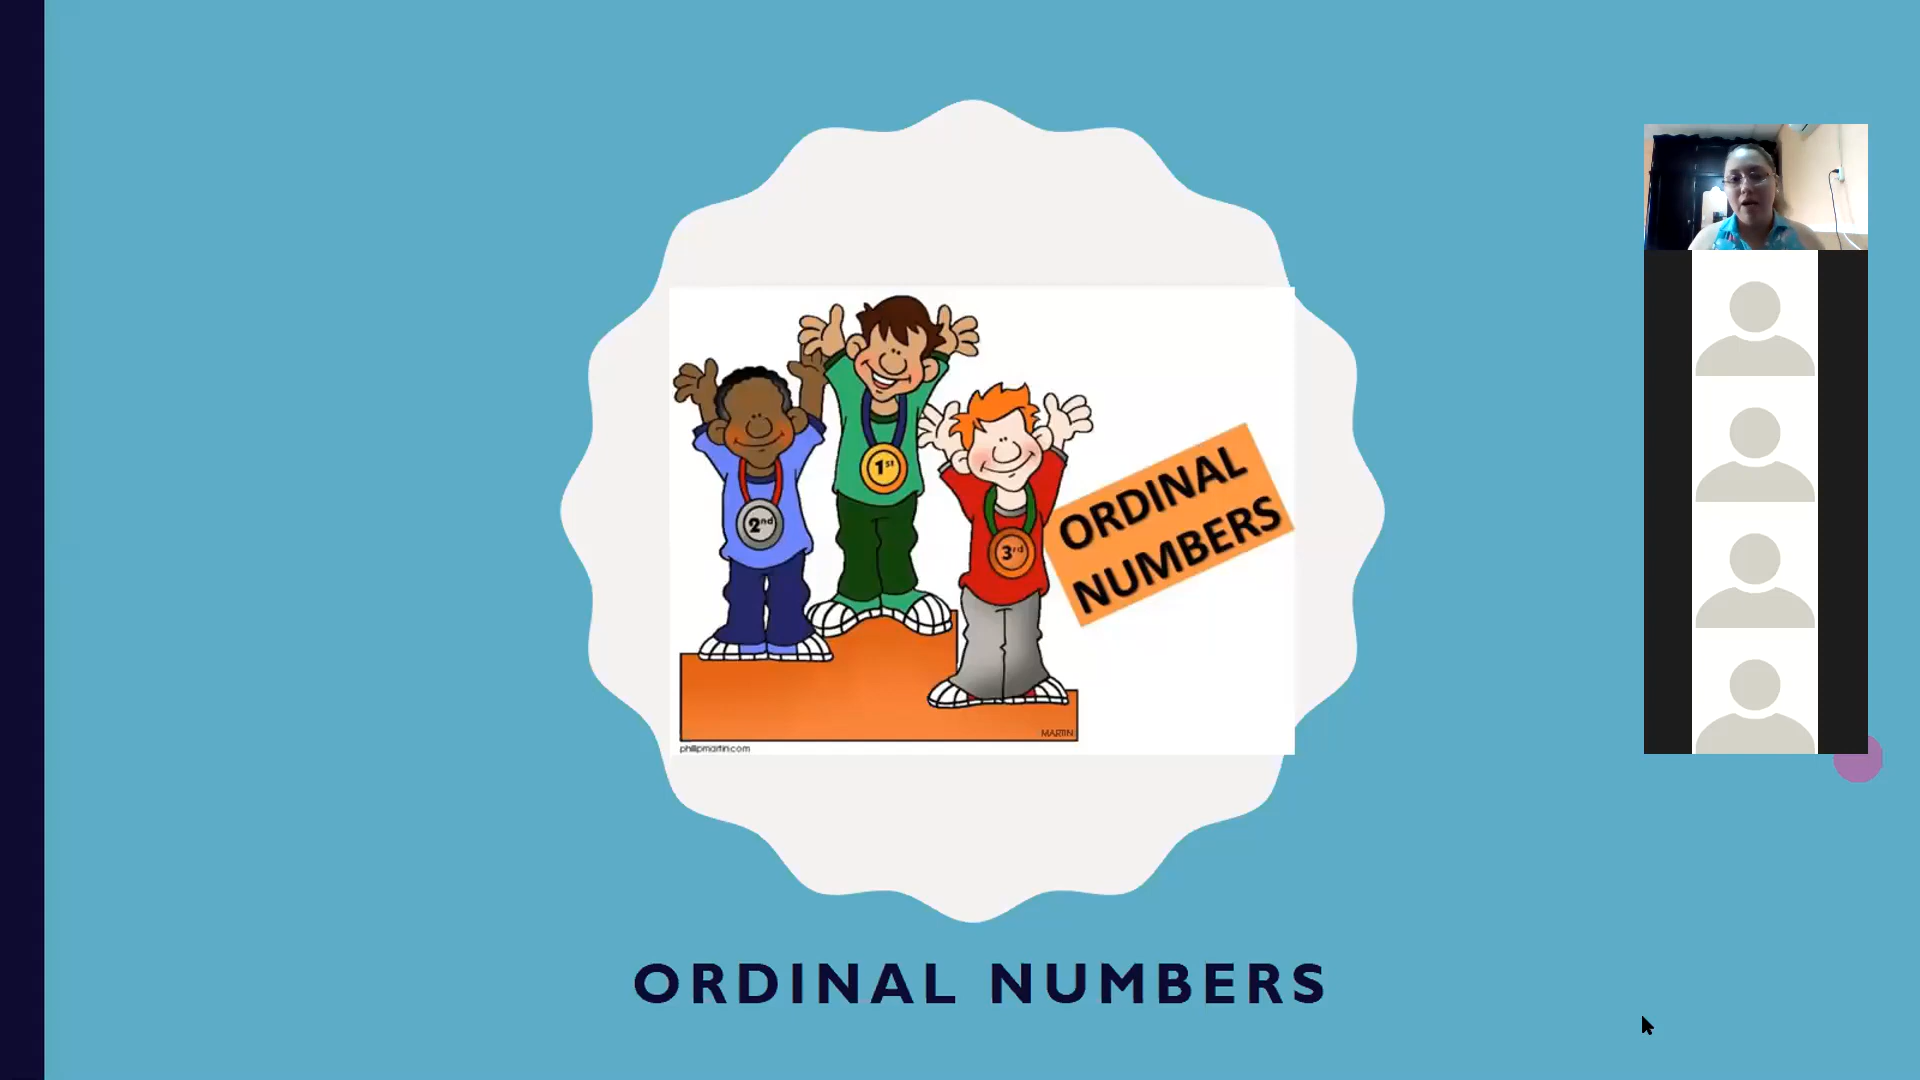 1st
2nd
3rd
ORDINAL
NUMBERS
MARTIN
phillipmartin.com
ORDINAL NUMBERS